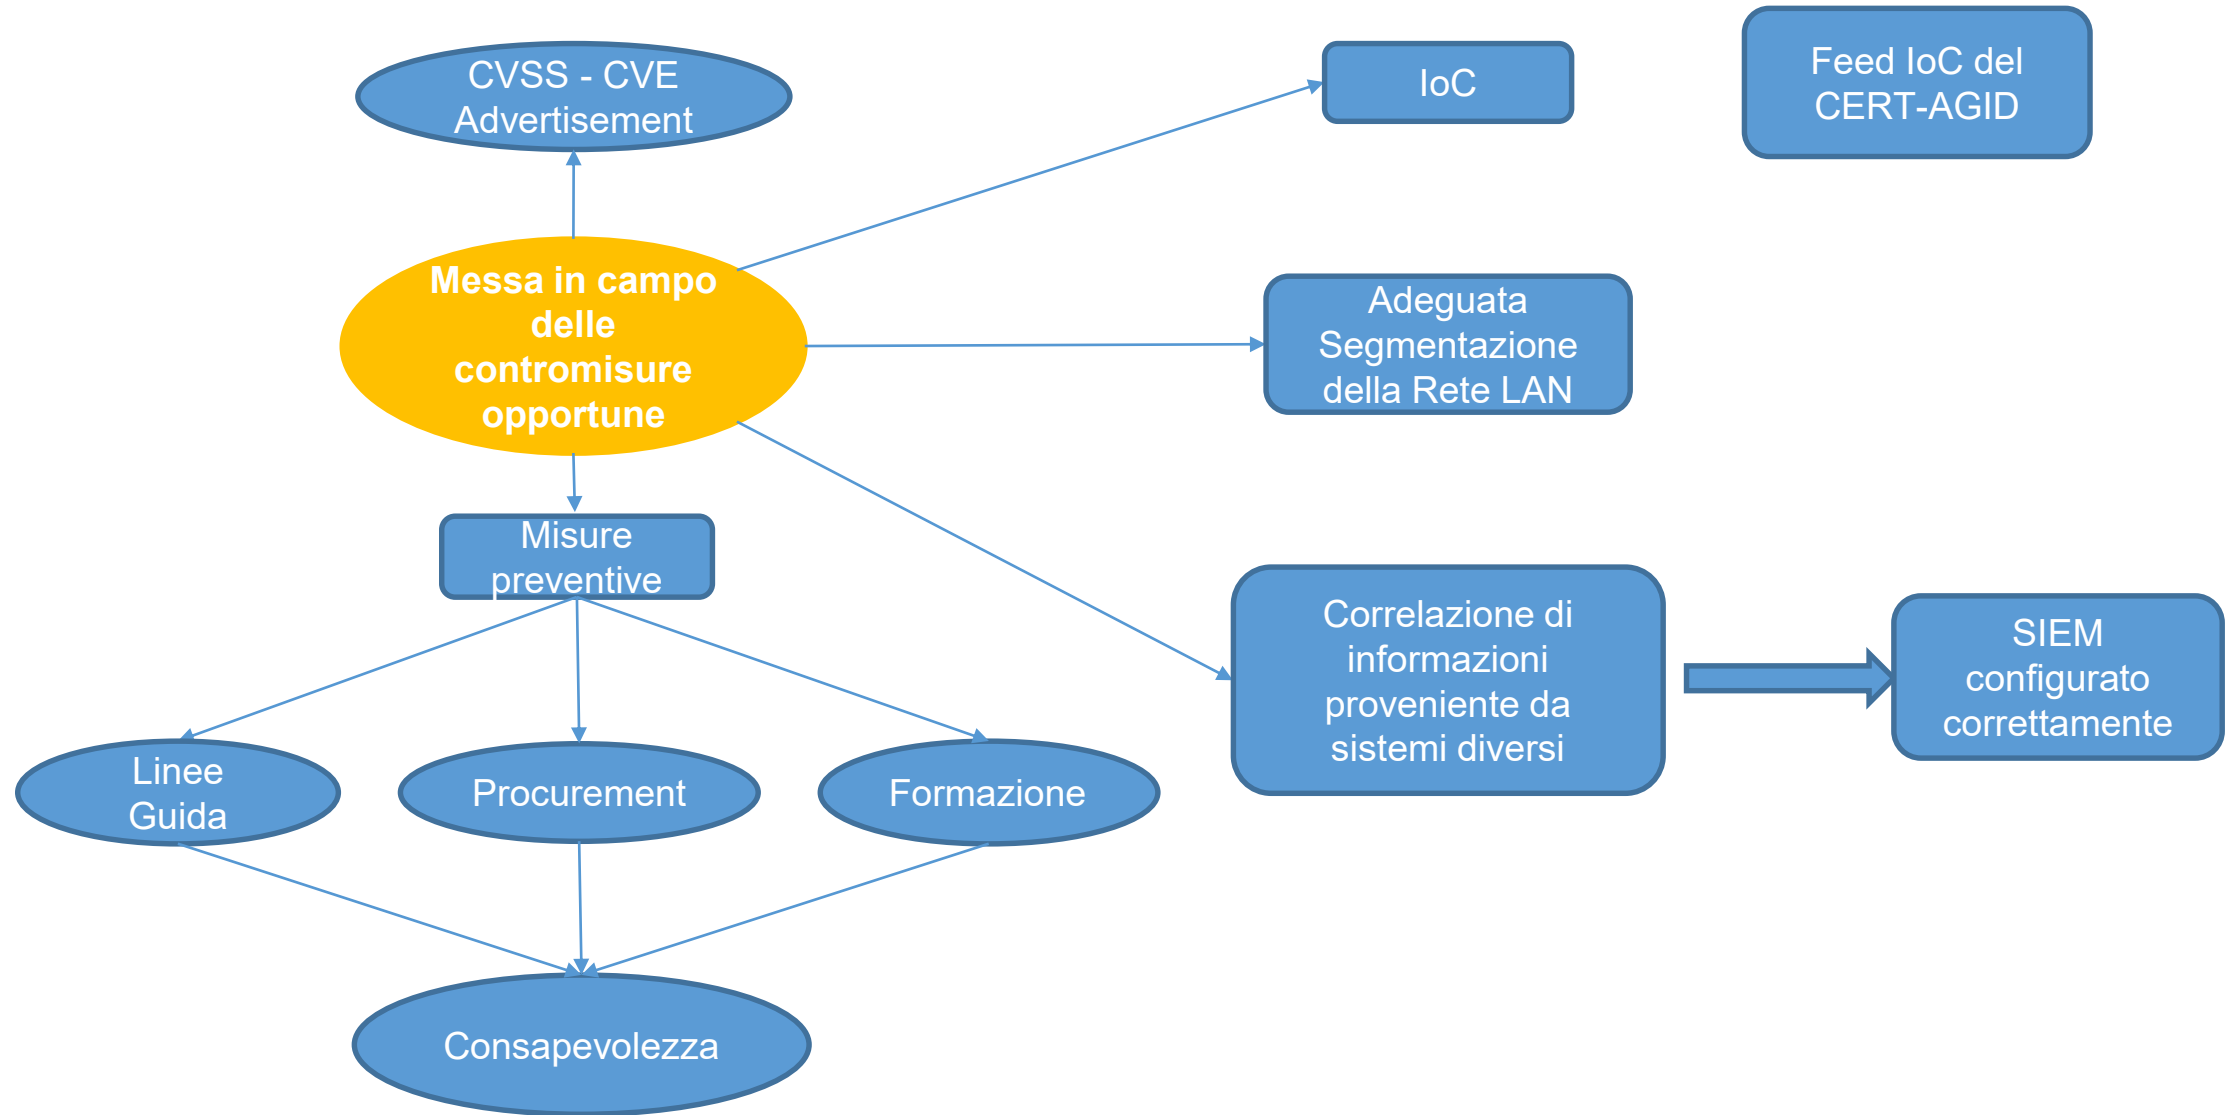 CVSS - CVE
Advertisement
IoC
Feed IoC del
CERT-AGID
Messa in campo
delle
contromisure
opportune
Adeguata
Segmentazione
della Rete LAN
Misure
preventive
Correlazione di
informazioni
proveniente da
sistemi diversi
SIEM
configurato
correttamente
Linee
Guida
Procurement
Formazione
Consapevolezza